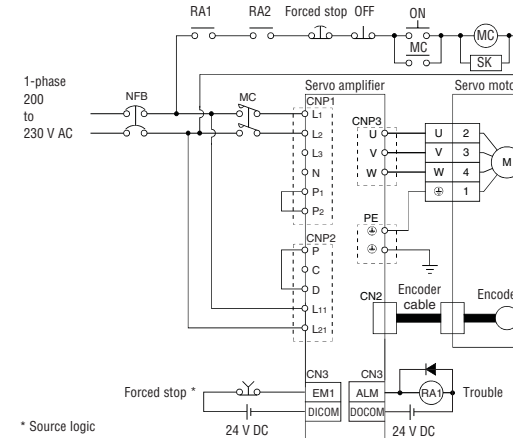 RA1 RA2 Forced stop OFF ON
MC
MC
SK
1-phase
200
to
230 V AC
NFB
MC
Servo amplifier
Servo moto
CNP1
L1
L2
L3
N
P1
P2
CNP3
U
V
W
U 2
V 3
W 4
1
M
PE
CNP2
P
C
D
L11
L21
CN2
Encoder
cable
Encode
CN3
CN3
Forced stop *
EM1
ALM
RA1
Trouble
DICOM
DOCOM
24 V DC
24 V DC
* Source logic